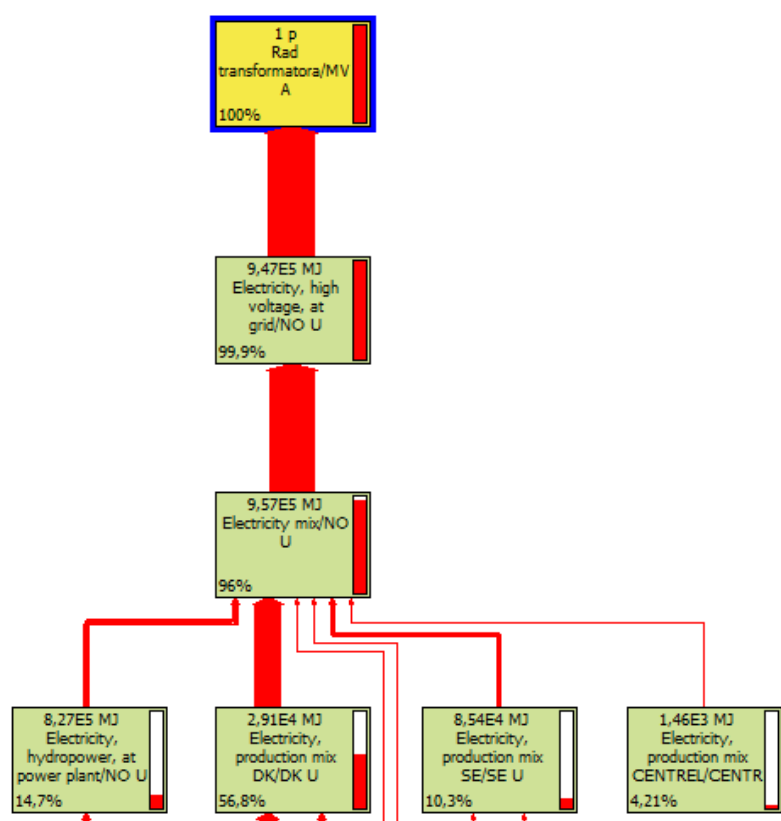 1 p
Rad
transformatora/MV
A
100%
9,47E5 MJ
Electricity, high
voltage, at
grid/NO U
99,9%
9,57E5 MJ
Electricity mix/NO
U
96%
8,27E5 MJ
Electricity,
hydropower, at
power plant/NO U
14,7%
2,91E4 MJ
Electricity,
production mix
DK/DK U
56,8%
8,54E4 MJ
Electricity,
production mix
SE/SE U
10,3%
1,46E3 MJ
Electricity,
production mix
CENTREL/CENTR
4,21%